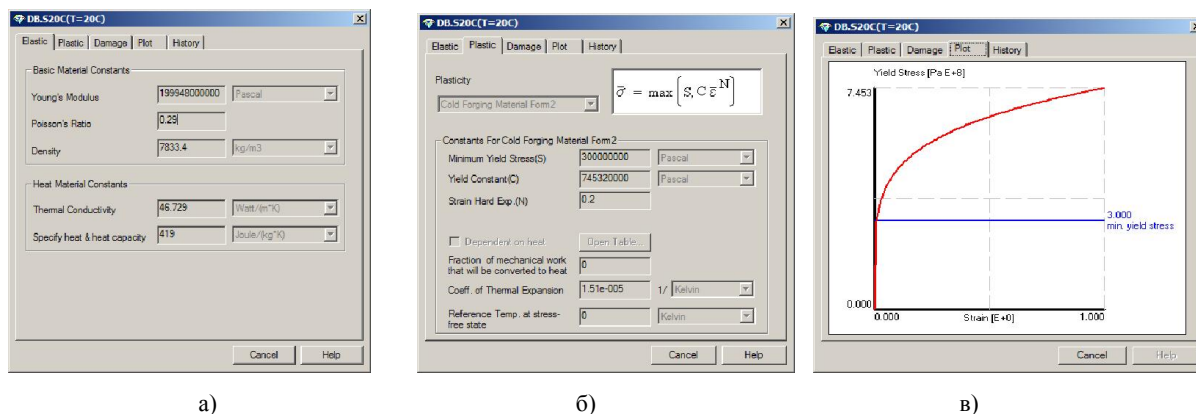 DB.S20C(T=20C)
Elastic Plastic Damage Plot History
Basic Material Constants
Young's Modulus 199948000000 Pascal
Poisson's Ratio 0.29
Density 7833.4 kg/m3
Heat Material Constants
Thermal Conductivity 46.729 Watt/(m*K)
Specify heat & heat capacity 419 Joule/(kg*K)
Cancel Help
а)
DB.S20C(T=20C)
Elastic Plastic Damage Plot History
Plasticity
Cold Forging Material Form2
σ̄ = max [S, C ε̄^N]
Constants For Cold Forging Material Form2
Minimum Yield Stress(S) 300000000 Pascal
Yield Constant(C) 745320000 Pascal
Strain Hard Exp.(N) 0.2
Dependent on heat Open Table...
Fraction of mechanical work
that will be converted to heat 0
Coeff. of Thermal Expansion 1.51e-005 1/ Kelvin
Reference Temp. at stress-
free state 0 Kelvin
Cancel Help
б)
DB.S20C(T=20C)
Elastic Plastic Damage Plot History
Yield Stress [Pa E+8]
7.453
3.000
min. yield stress
0.000
0.000 Strain [E+0] 1.000
Cancel Help
в)